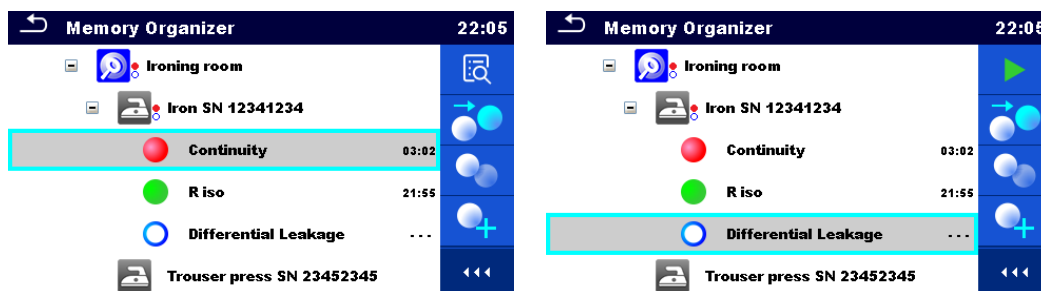 Memory Organizer 22:05
Ironing room
Iron SN 12341234
Continuity 03:02
R iso 21:55
Differential Leakage ---
Trouser press SN 23452345
Memory Organizer 22:05
Ironing room
Iron SN 12341234
Continuity 03:02
R iso 21:55
Differential Leakage ---
Trouser press SN 23452345